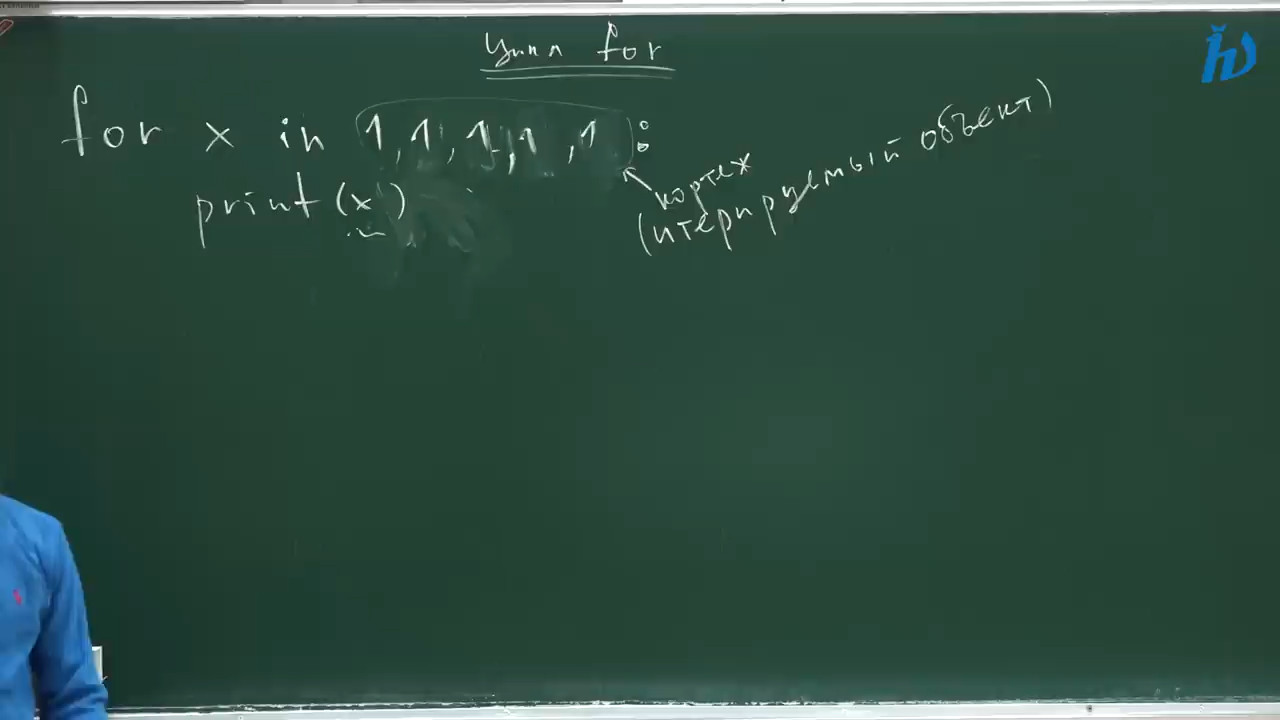 Цикл for
for x in (1, 1, 1, 1, 1):
print (x)
кортеж
(итерируемый объект)